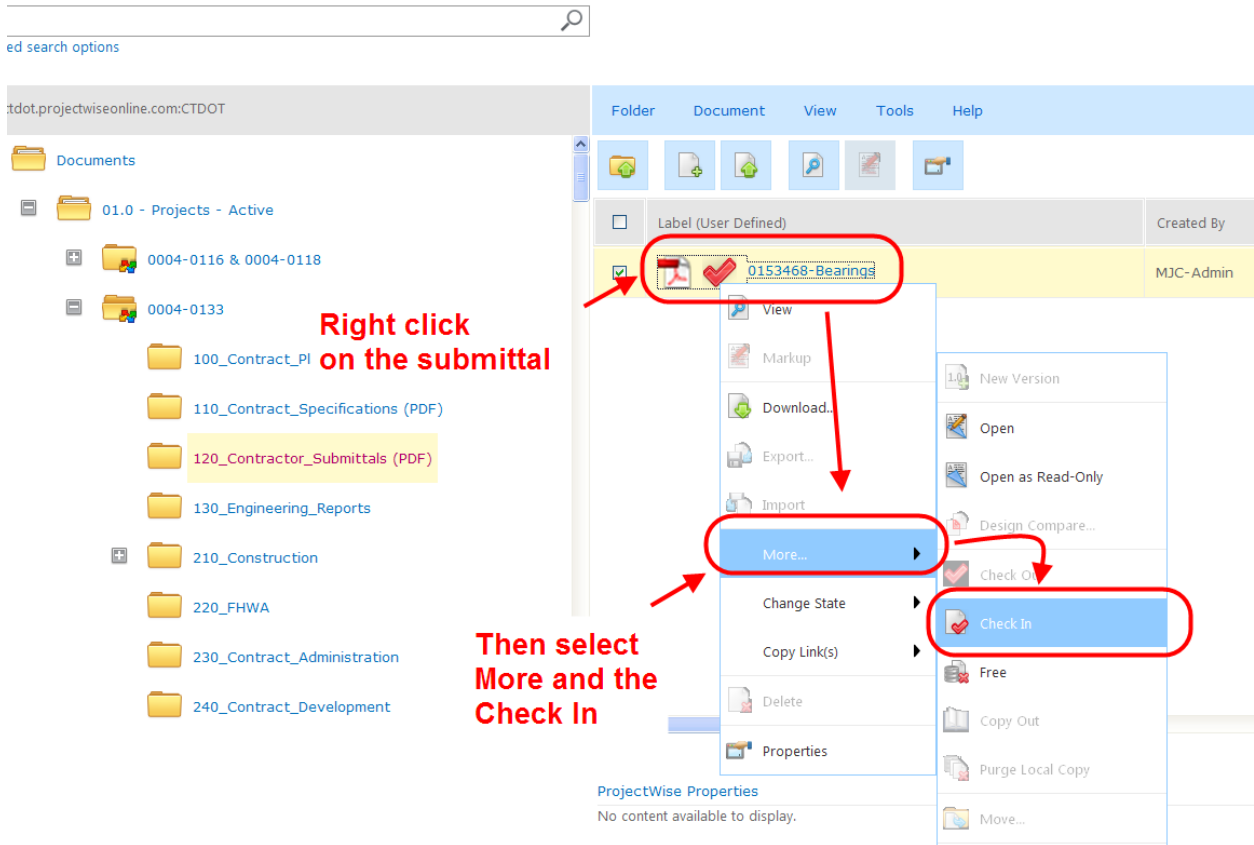 ed search options
ctdot.projectwiseonline.com:CTDOT
Folder Document View Tools Help
Documents
01.0 - Projects - Active
Label (User Defined) Created By
0004-0116 & 0004-0118
0153468-Bearings MJC-Admin
0004-0133
Right click
on the submittal
View
100_Contract_Pl
Markup
1.0
New Version
110_Contract_Specifications (PDF)
Download..
Open
120_Contractor_Submittals (PDF)
Export...
Open as Read-Only
130_Engineering_Reports
Import
Design Compare...
210_Construction
More...
Check Ou
220_FHWA
Change State
Check In
Then select
More and the
Check In
230_Contract_Administration
Copy Link(s)
Free
240_Contract_Development
Delete
Copy Out
Properties
Purge Local Copy
ProjectWise Properties
No content available to display.
Move...